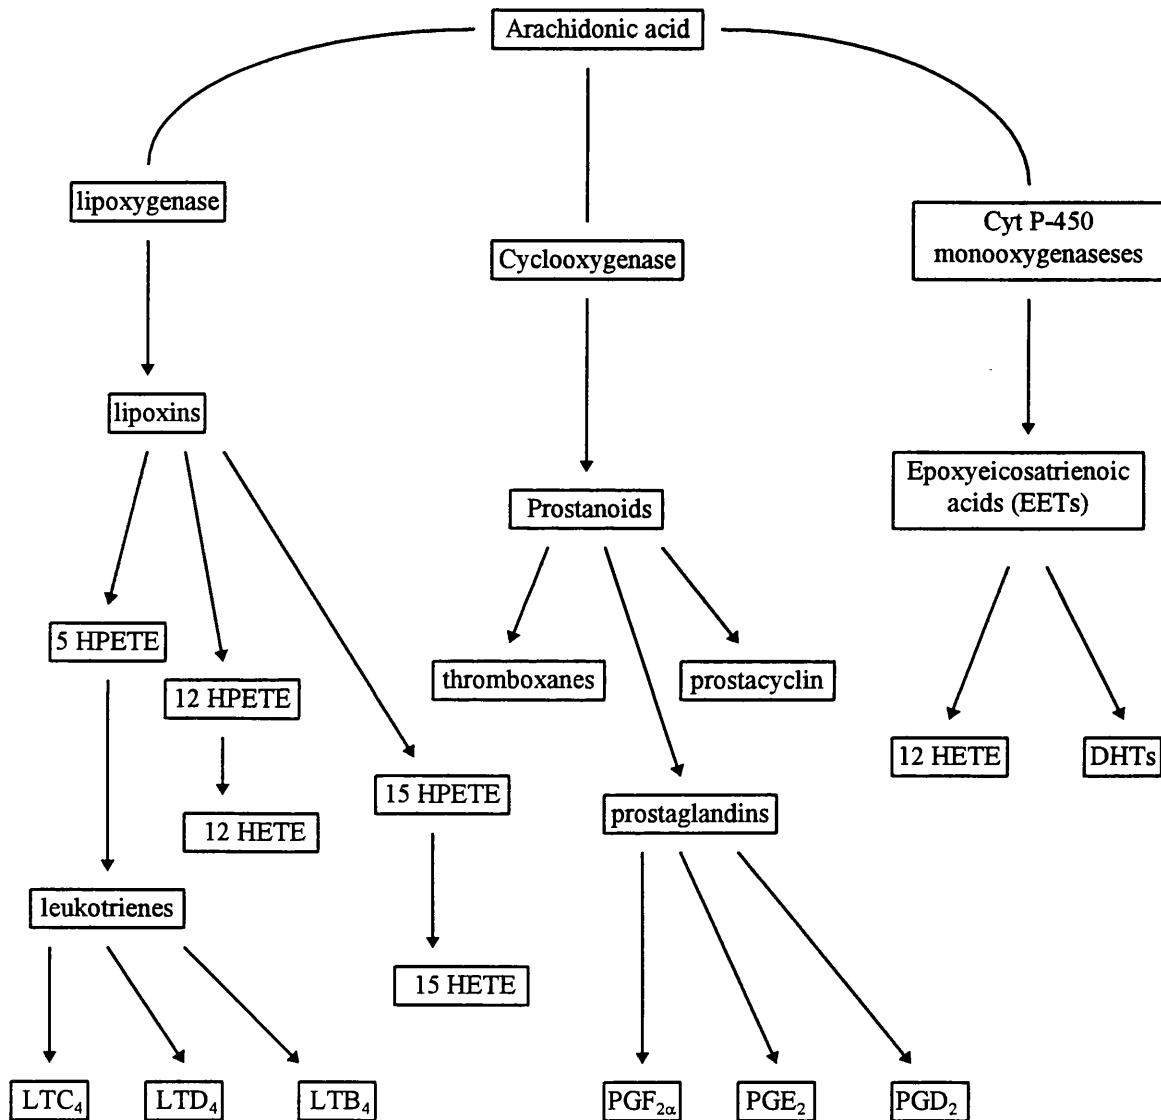 Arachidonic acid
lipoxygenase
Cyclooxygenase
Cyt P-450
monooxygenaseses
lipoxins
Prostanoids
Epoxyeicosatrienoic
acids (EETs)
5 HPETE
12 HPETE
15 HPETE
thromboxanes
prostacyclin
12 HETE
DHTs
12 HETE
prostaglandins
leukotrienes
15 HETE
LTC₄
LTD₄
LTB₄
PGF₂α
PGE₂
PGD₂